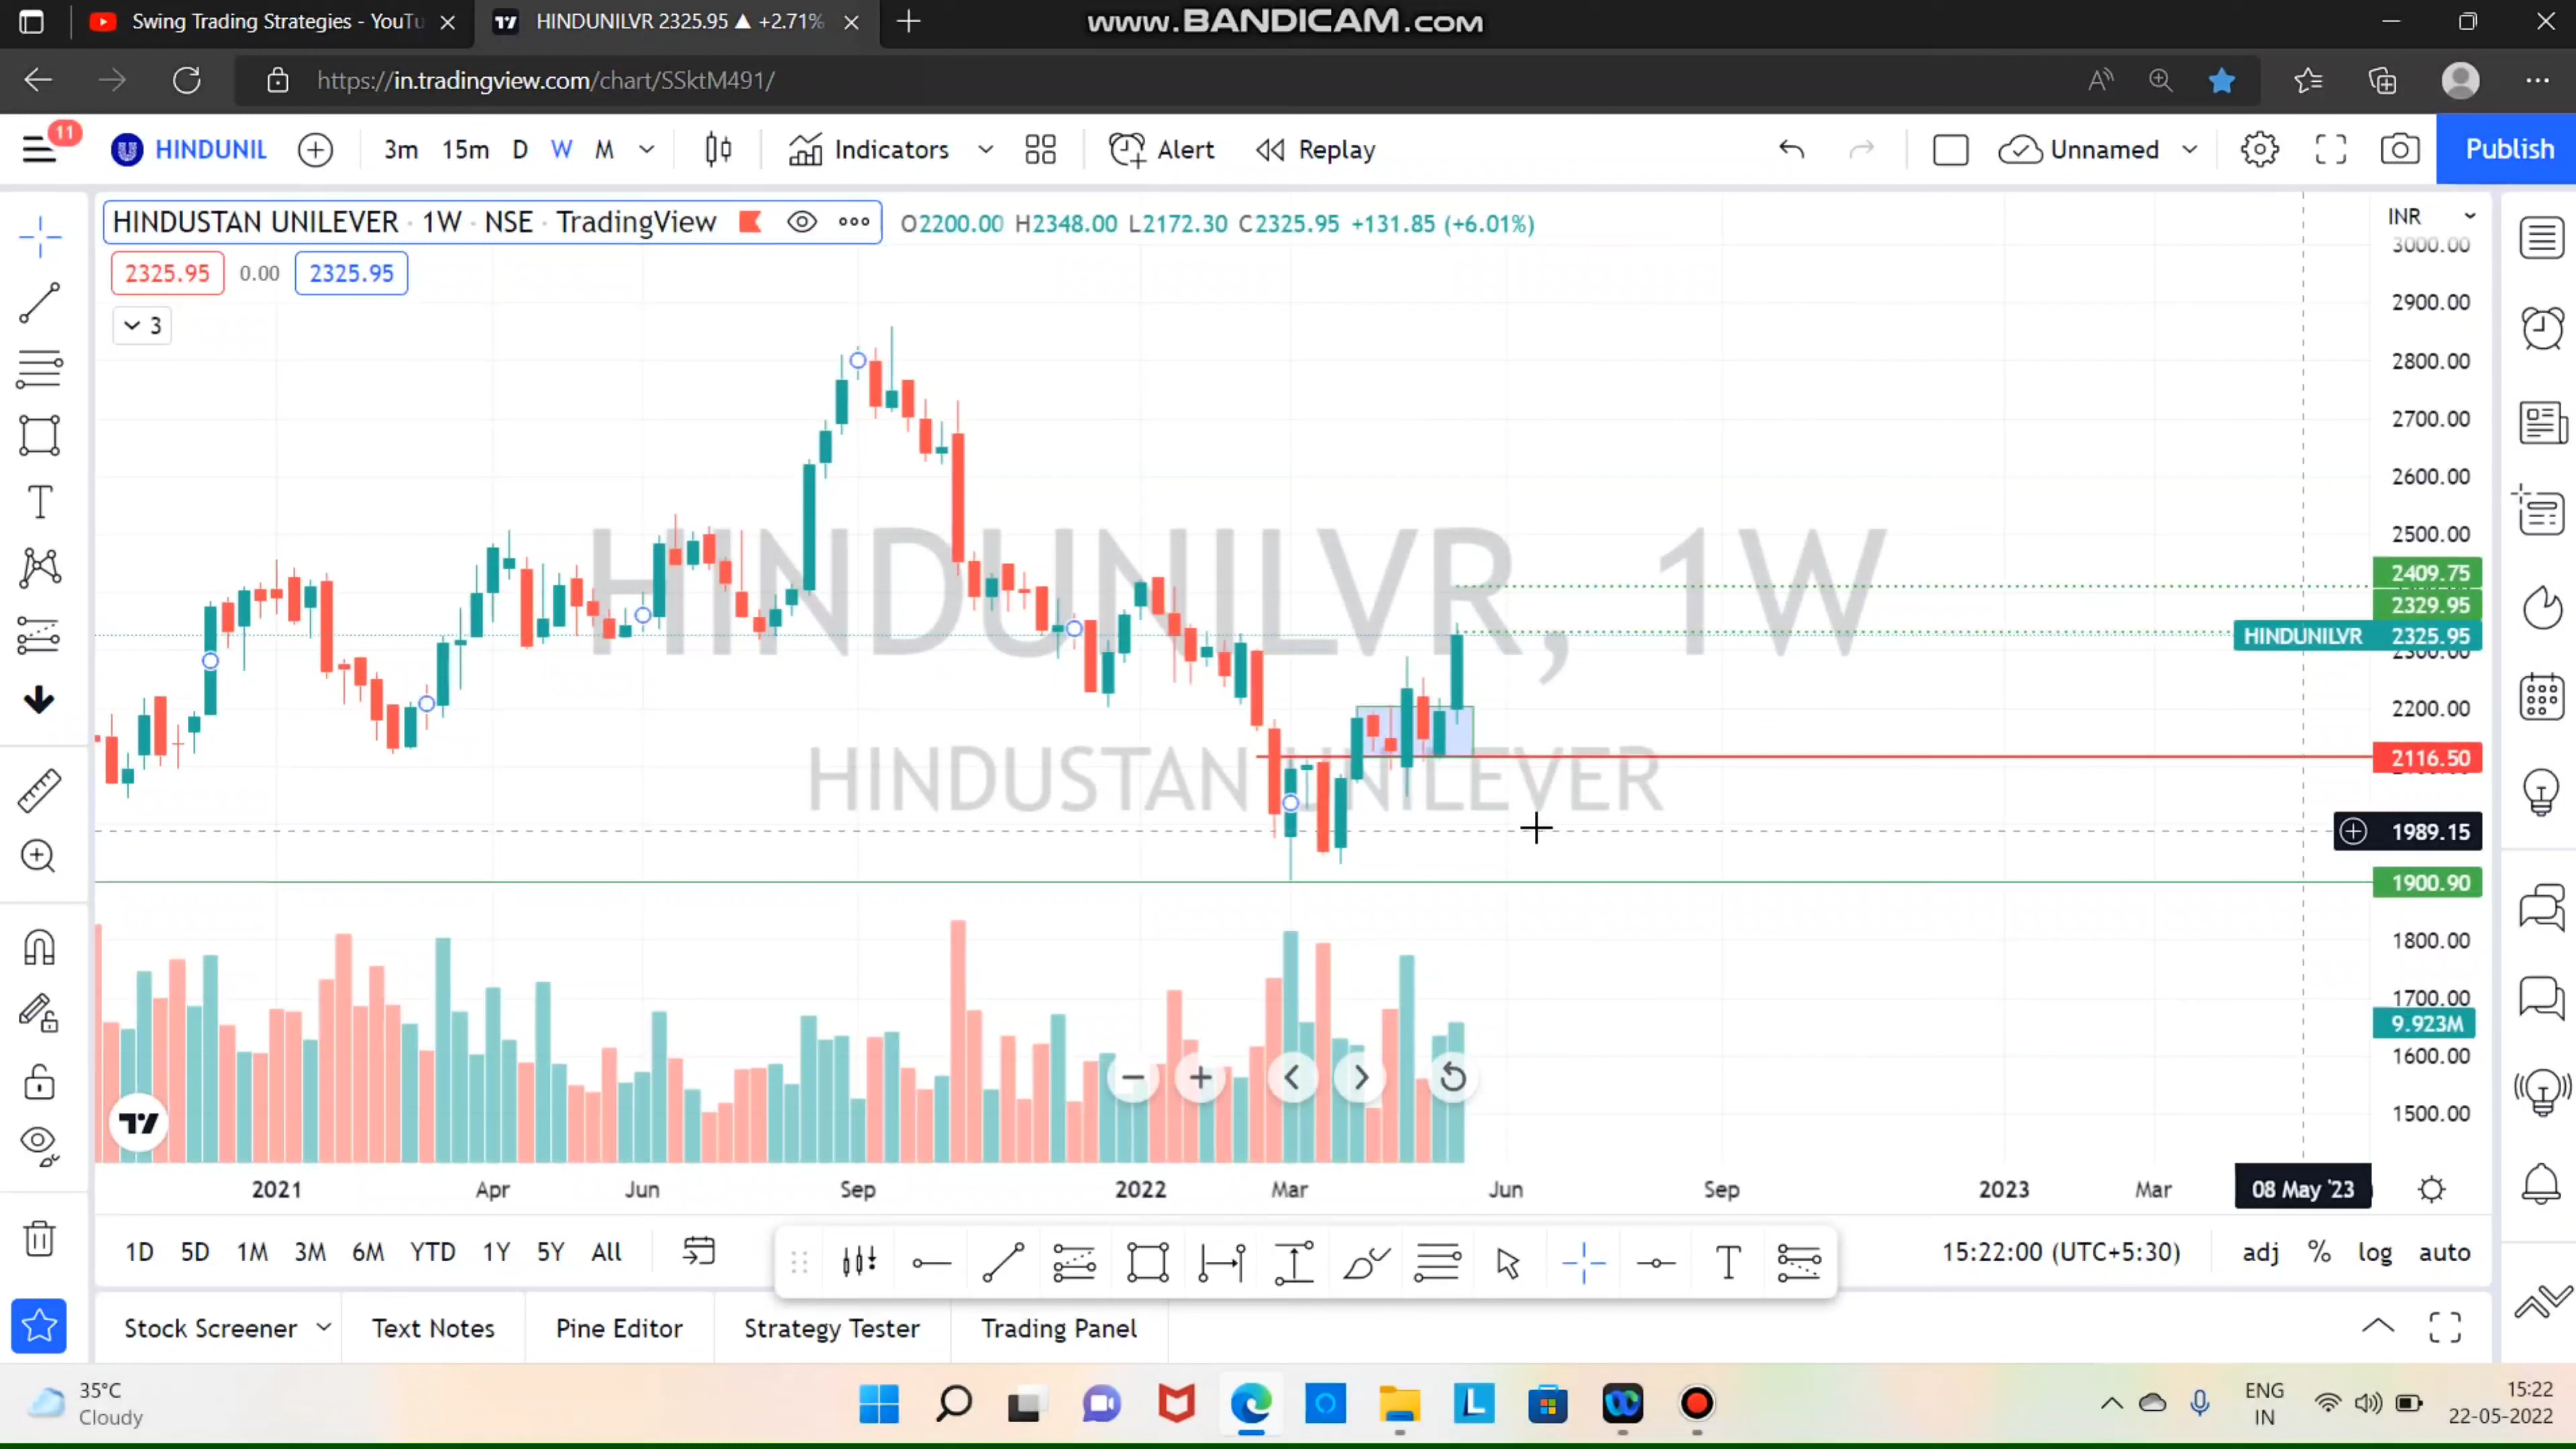 Swing Trading Strategies - YouTu
HINDUNILVR 2325.95 ▲ +2.71%
www.BANDICAM.com
https://in.tradingview.com/chart/SSktM491/
11
HINDUNIL
3m 15m D W M
Indicators
Alert
Replay
Unnamed
Publish
HINDUSTAN UNILEVER · 1W · NSE · TradingView
O2200.00 H2348.00 L2172.30 C2325.95 +131.85 (+6.01%)
INR
2325.95 0.00 2325.95
3
3000.00
2900.00
2800.00
2700.00
2600.00
2500.00
2409.75
2329.95
HINDUNILVR 2325.95
2300.00
2200.00
2116.50
1989.15
1900.90
1800.00
1700.00
9.923M
1600.00
1500.00
HINDUNILVR, 1W
HINDUSTAN UNILEVER
2021 Apr Jun Sep 2022 Mar Jun Sep 2023 Mar 08 May '23
1D 5D 1M 3M 6M YTD 1Y 5Y All
15:22:00 (UTC+5:30) adj % log auto
Stock Screener Text Notes Pine Editor Strategy Tester Trading Panel
35°C
Cloudy
ENG
IN
15:22
22-05-2022